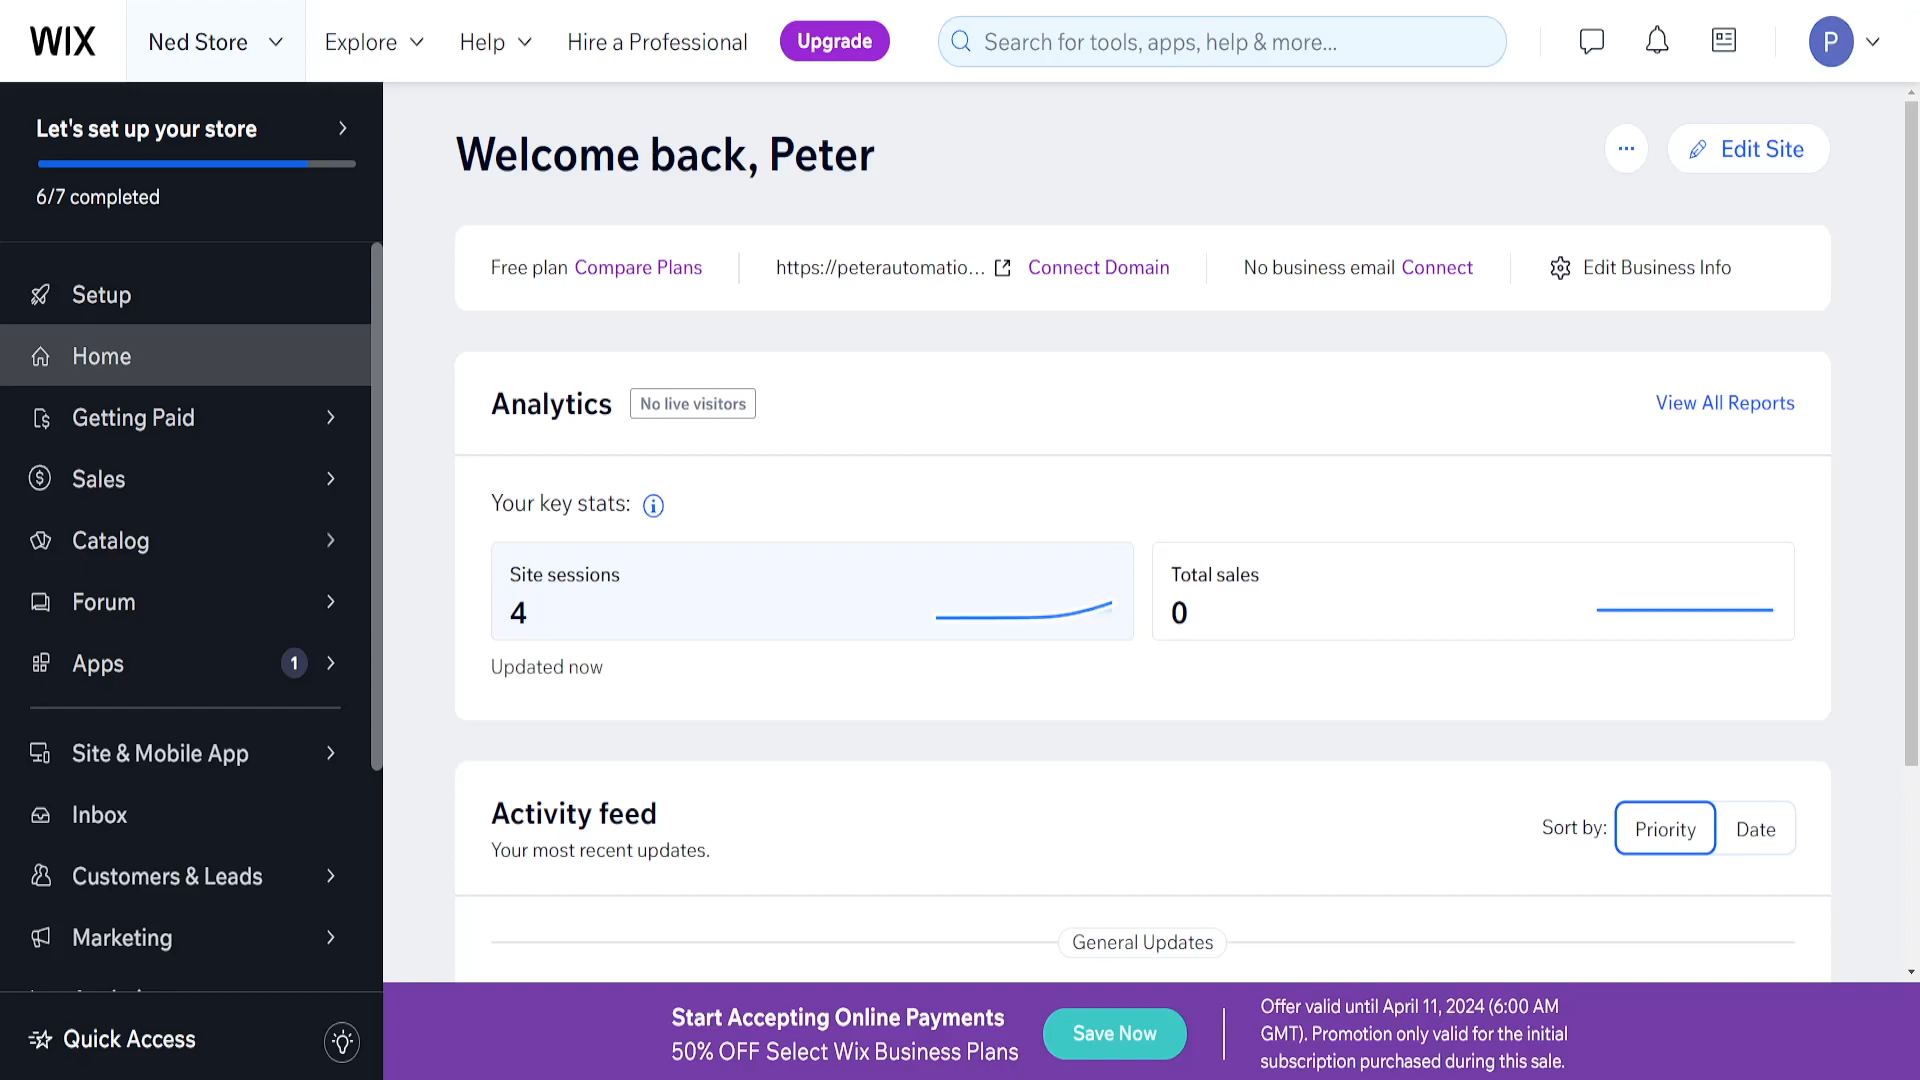 WIX
Ned Store
Explore
Help
Hire a Professional
Upgrade
Search for tools, apps, help & more...
P
Let's set up your store
6/7 completed
Setup
Home
Getting Paid
Sales
Catalog
Forum
Apps
1
Site & Mobile App
Inbox
Customers & Leads
Marketing
Quick Access
Welcome back, Peter
Edit Site
Free plan Compare Plans
https://peterautomatio... Connect Domain
No business email Connect
Edit Business Info
Analytics
No live visitors
View All Reports
Your key stats:
Site sessions
4
Total sales
0
Updated now
Activity feed
Your most recent updates.
Sort by:
Priority
Date
General Updates
Start Accepting Online Payments
50% OFF Select Wix Business Plans
Save Now
Offer valid until April 11, 2024 (6:00 AM
GMT). Promotion only valid for the initial
subscription purchased during this sale.